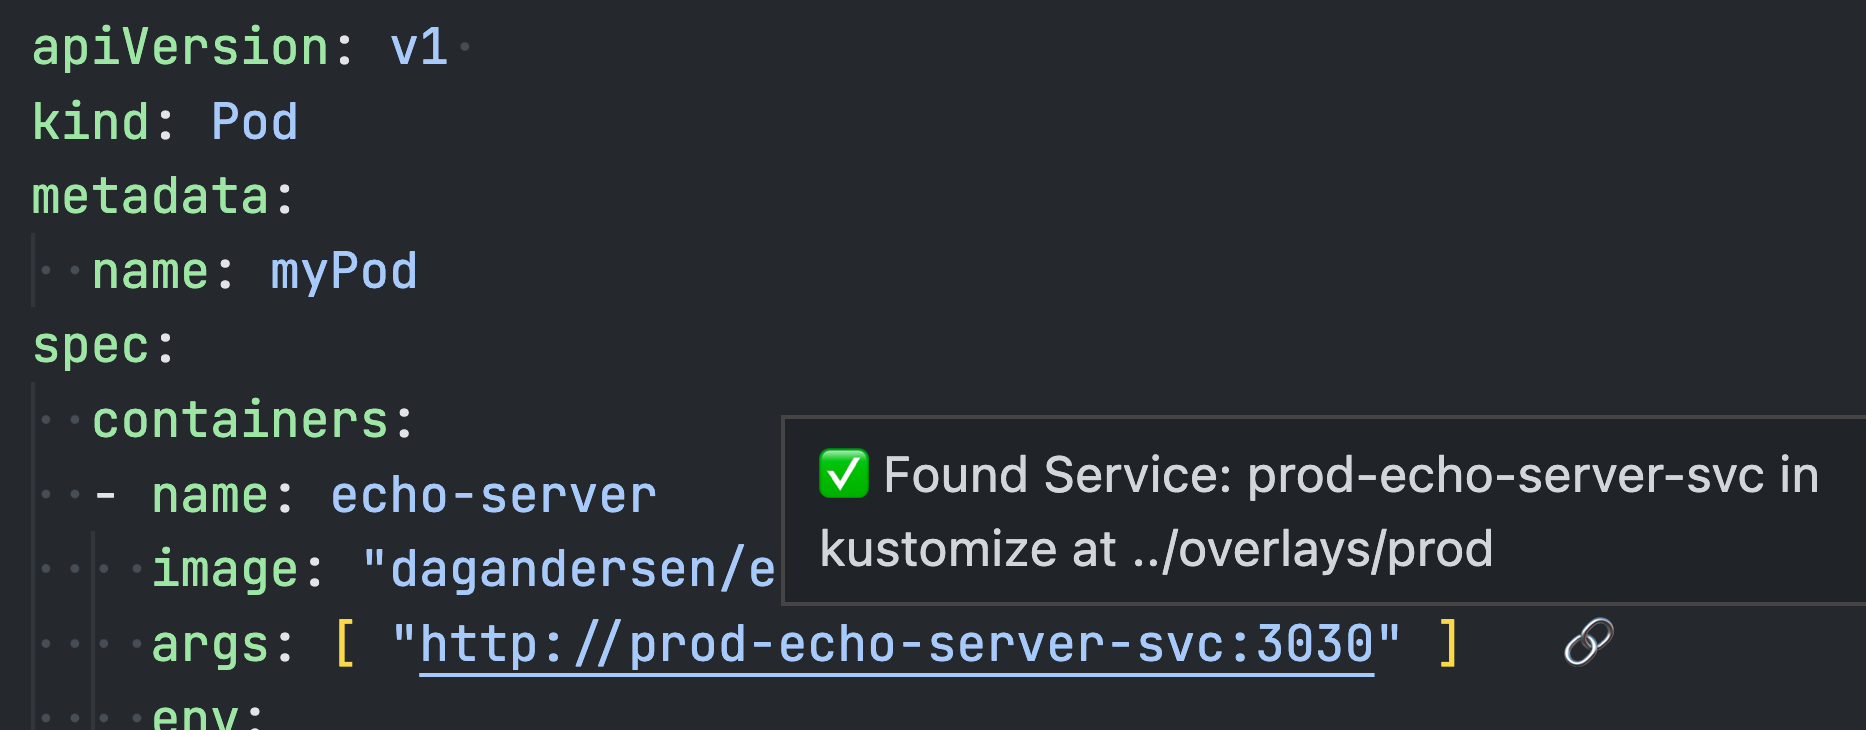 apiVersion: v1
kind: Pod
metadata:
  name: myPod
spec:
  containers:
  - name: echo-server
    image: "dagandersen/e
✅ Found Service: prod-echo-server-svc in
kustomize at ../overlays/prod
    args: [ "http://prod-echo-server-svc:3030" ] 🔗
    env: